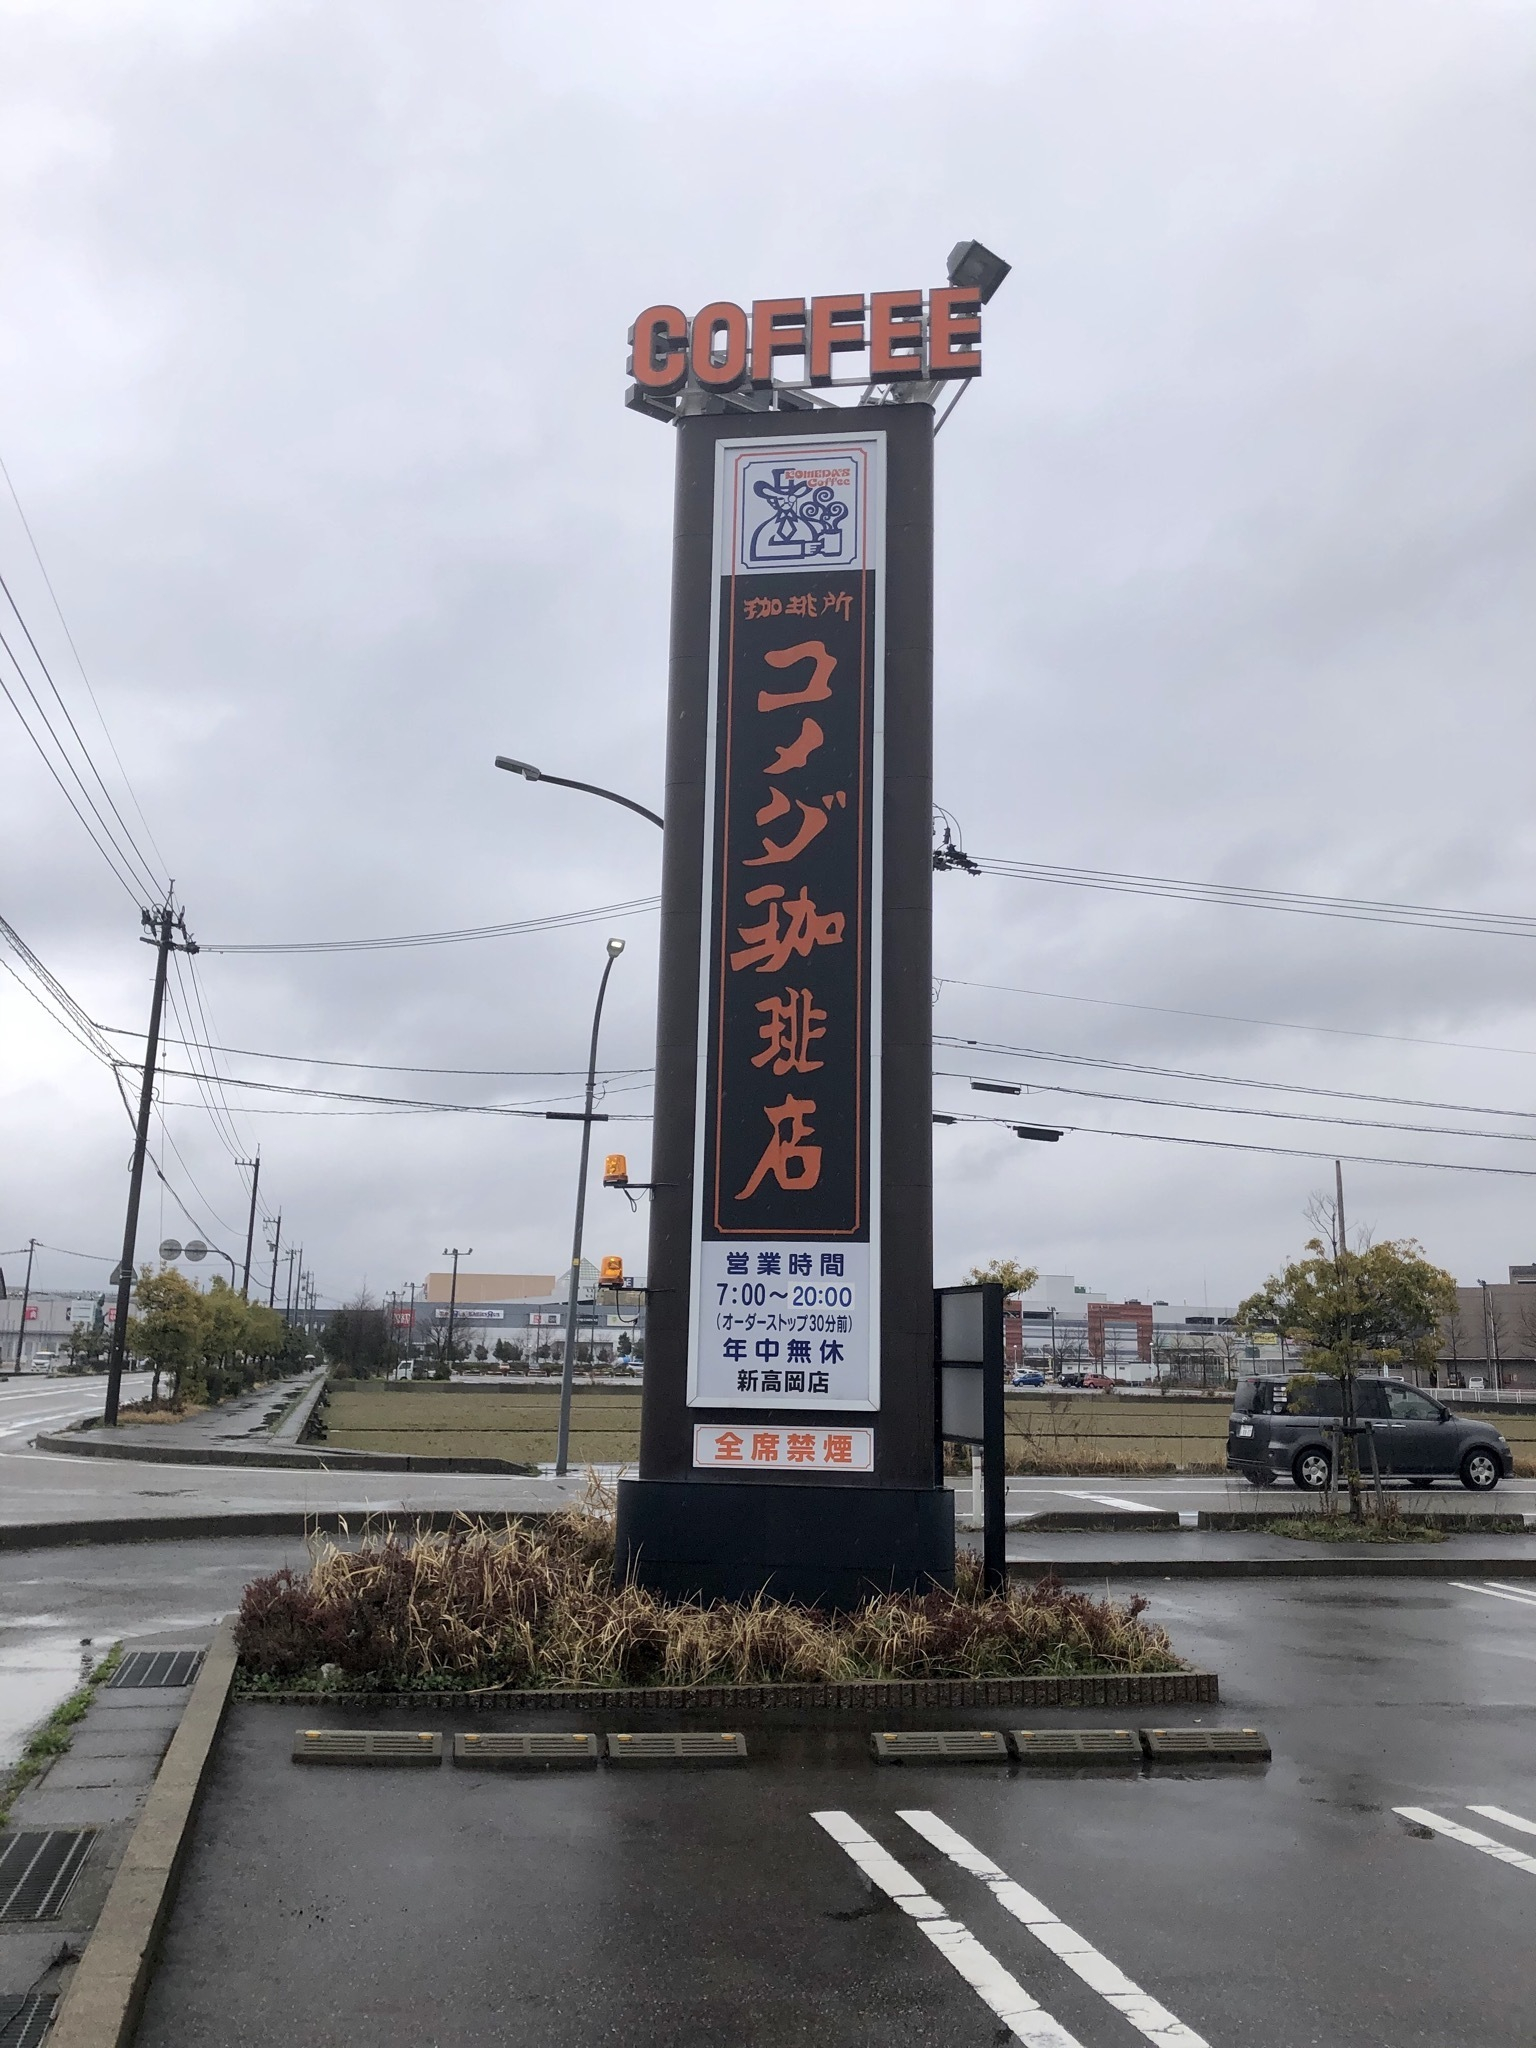 COFFEE
KOMEDA'S
Coffee
珈琲所
コメダ珈琲店
営業時間
7:00～20:00
(オーダーストップ30分前)
年中無休
新高岡店
全席禁煙